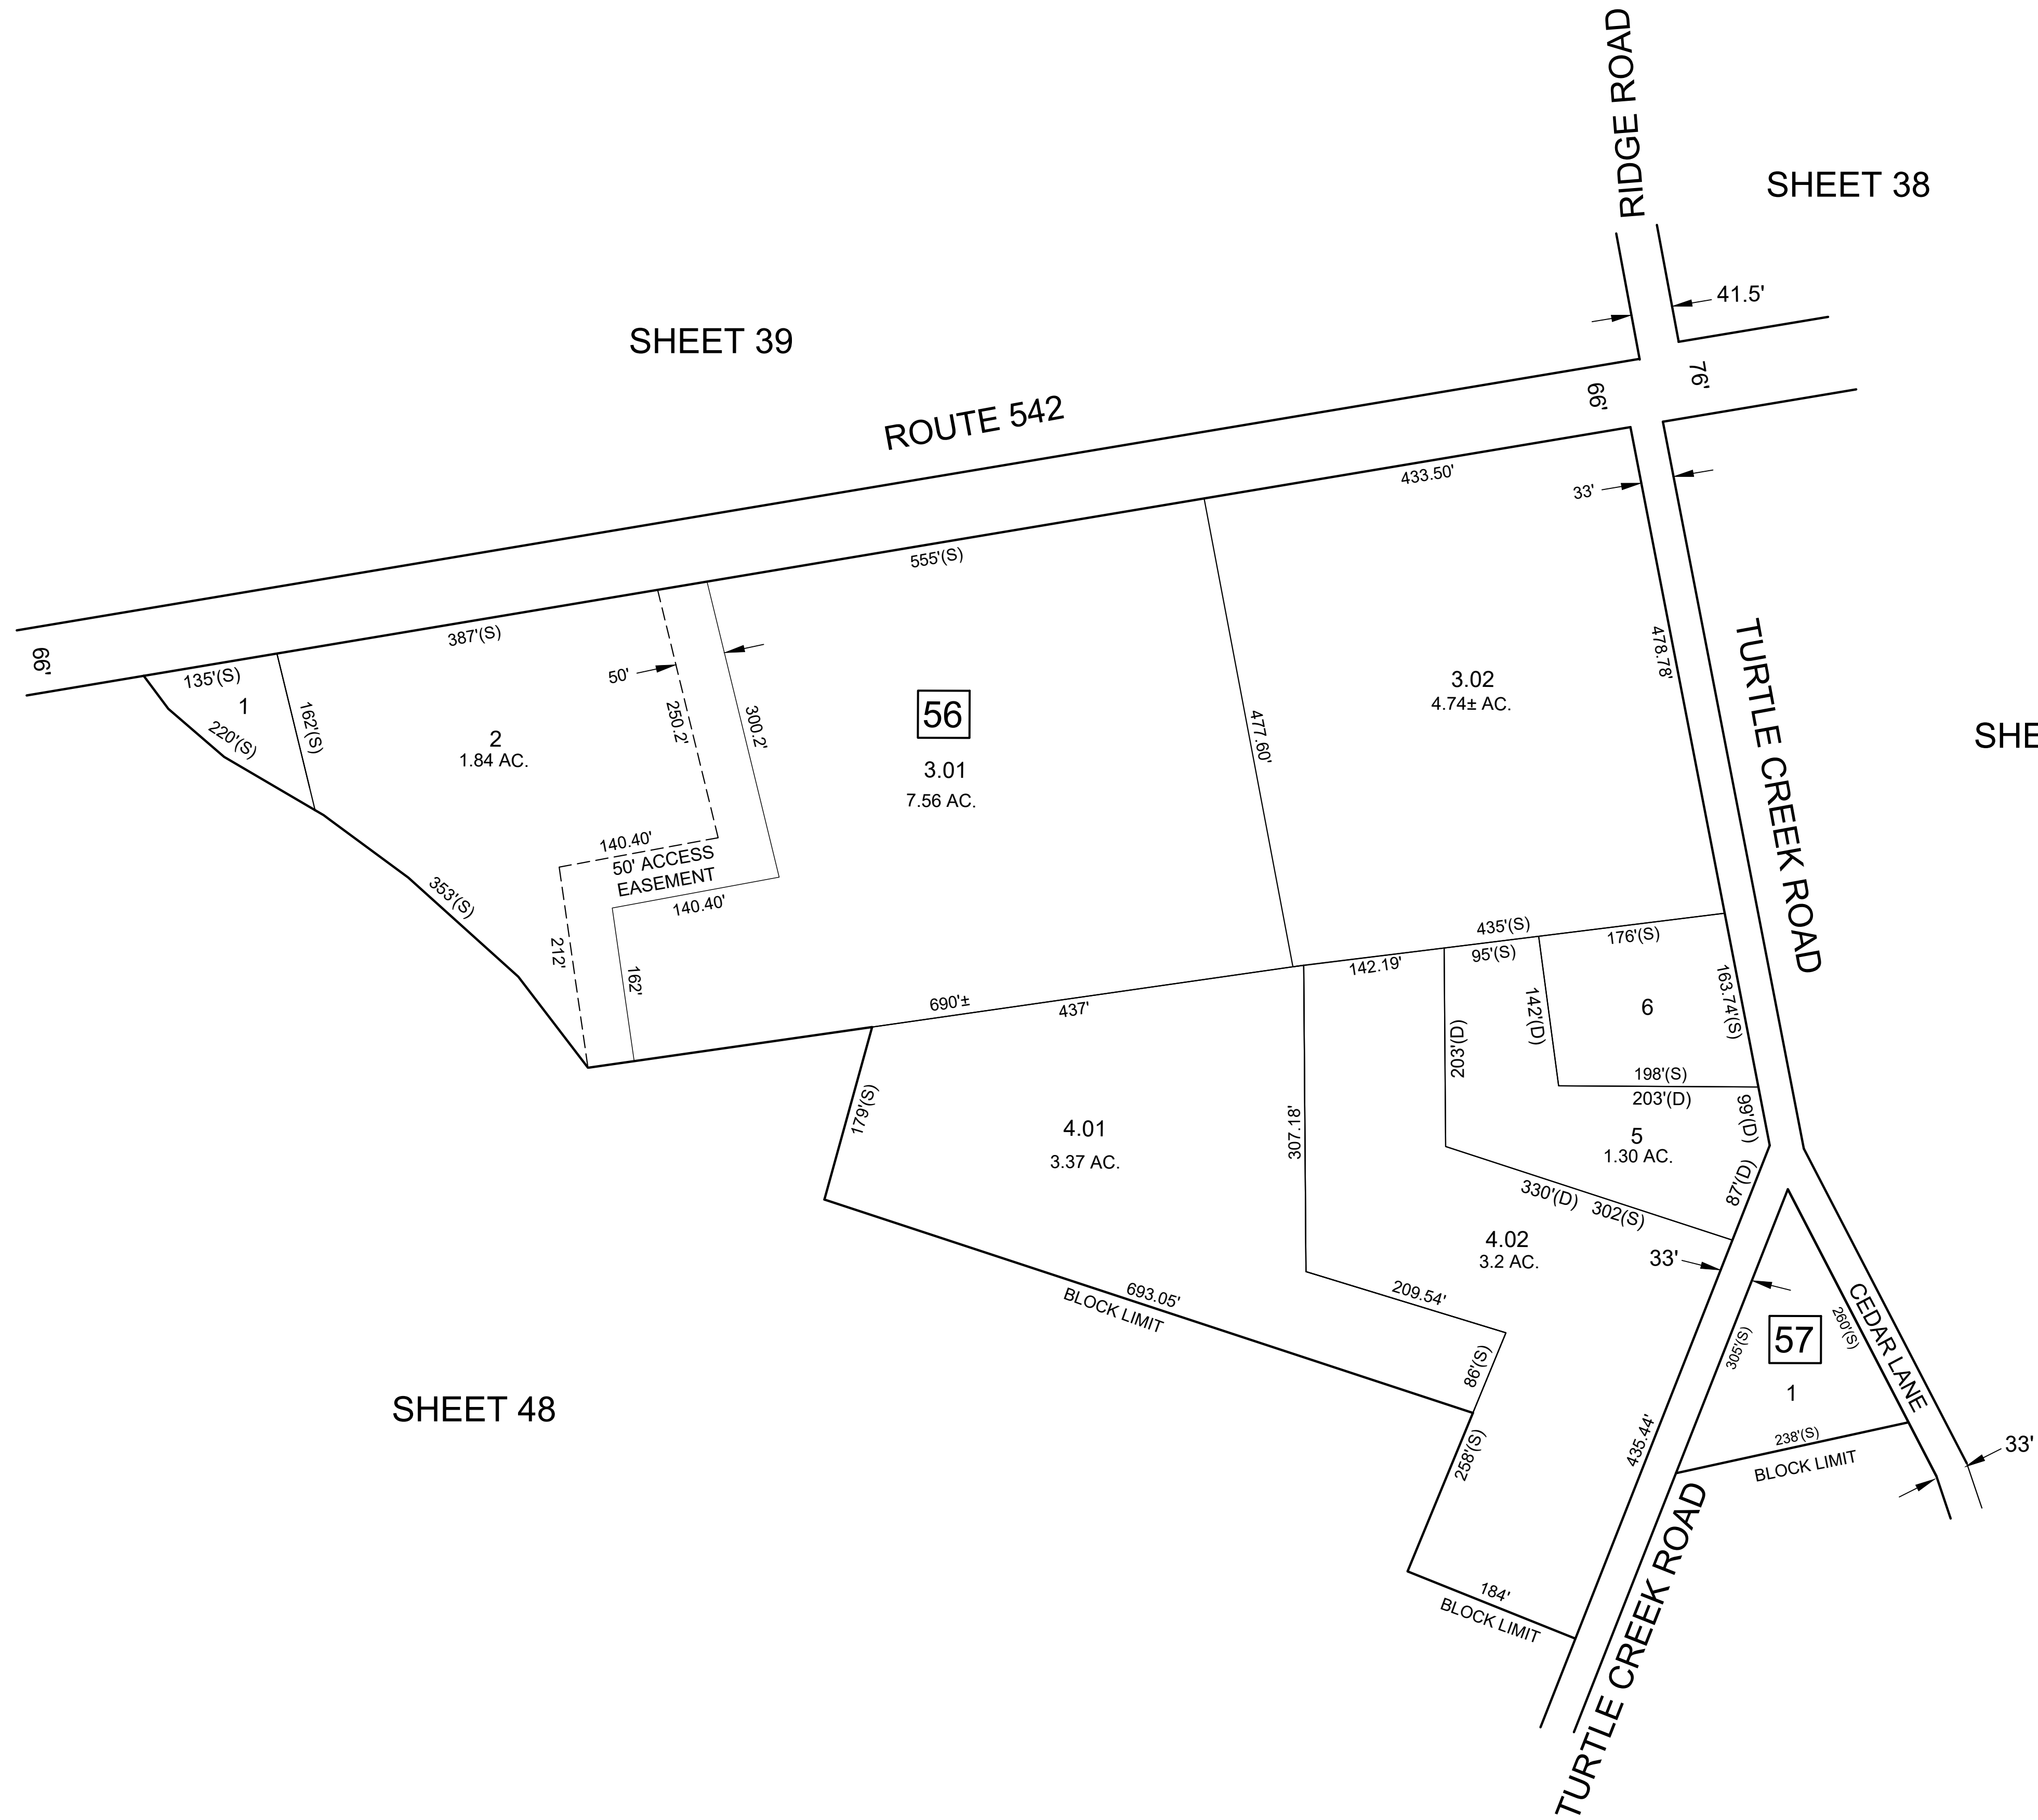 RIDGE ROAD
SHEET 38
41.5'
SHEET 39
76'
66'
ROUTE 542
433.50'
33'
555'(S)
387'(S)
66'
135'(S)
1
162'(S)
220'(S)
2
1.84 AC.
50'
250.2'
300.2'
56
3.01
7.56 AC.
477.60'
3.02
4.74± AC.
478.78'
TURTLE CREEK ROAD
SHE
140.40'
50' ACCESS
EASEMENT
140.40'
353'(S)
212'
162'
690'±
437'
142.19'
435'(S)
95'(S)
176'(S)
163.74'(S)
142'(D)
203'(D)
6
198'(S)
203'(D)
99'(D)
5
1.30 AC.
87'(D)
330'(D) 302(S)
179'(S)
4.01
3.37 AC.
307.18'
4.02
3.2 AC.
33'
209.54'
693.05'
BLOCK LIMIT
86'(S)
258'(S)
435.44'
305'(S)
57
1
260'(S)
CEDAR LANE
238'(S)
BLOCK LIMIT
33'
SHEET 48
184'
BLOCK LIMIT
TURTLE CREEK ROAD